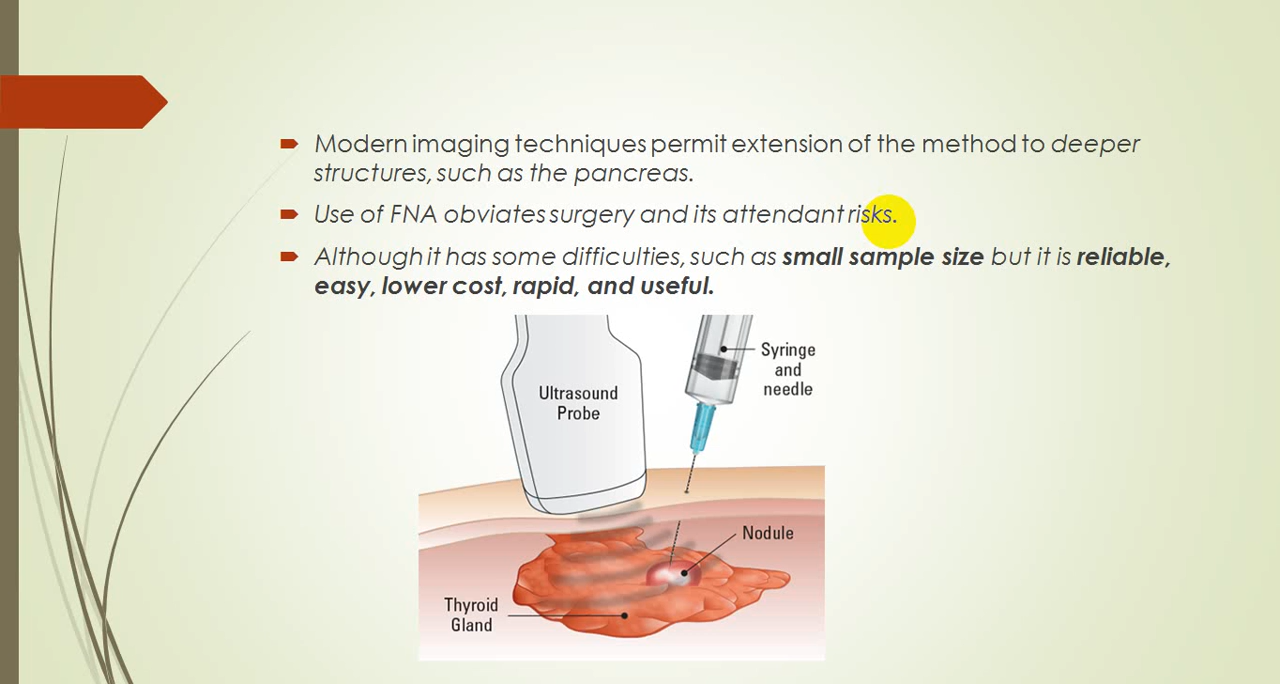 Modern imaging techniques permit extension of the method to deeper
structures, such as the pancreas.
Use of FNA obviates surgery and its attendant risks.
Although it has some difficulties, such as small sample size but it is reliable,
easy, lower cost, rapid, and useful.
Ultrasound
Probe
Syringe
and
needle
Nodule
Thyroid
Gland